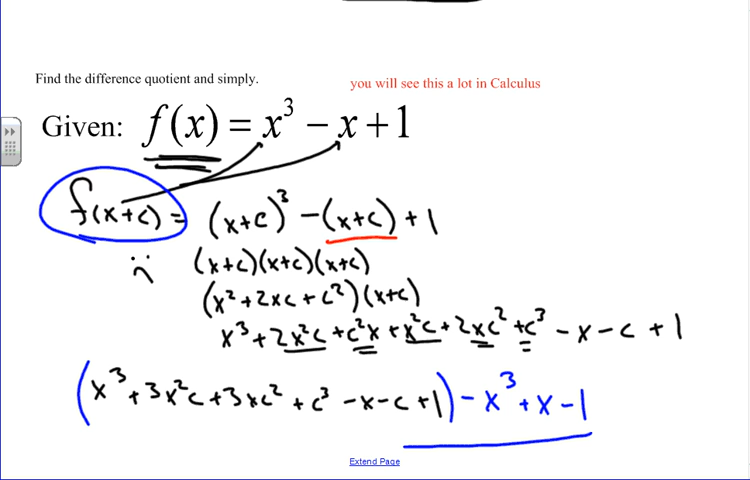 Find the difference quotient and simply.
you will see this a lot in Calculus
Given: f(x) = x³ − x + 1
f(x+c) = (x+c)³ − (x+c) + 1
(x+c)(x+c)(x+c)
(x² + 2xc + c²)(x+c)
x³ + 2x²c + c²x + x²c + 2xc² + c³ − x − c + 1
(x³ + 3x²c + 3xc² + c³ − x − c + 1) − x³ + x − 1
Extend Page